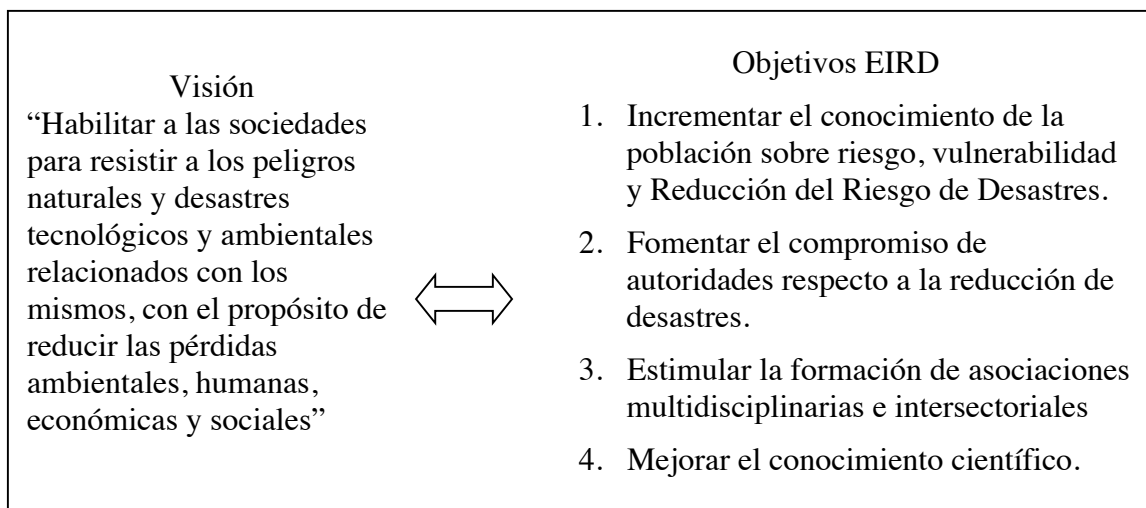 Visión
“Habilitar a las sociedades
para resistir a los peligros
naturales y desastres
tecnológicos y ambientales
relacionados con los
mismos, con el propósito de
reducir las pérdidas
ambientales, humanas,
económicas y sociales”
Objetivos EIRD
1. Incrementar el conocimiento de la
población sobre riesgo, vulnerabilidad
y Reducción del Riesgo de Desastres.
2. Fomentar el compromiso de
autoridades respecto a la reducción de
desastres.
3. Estimular la formación de asociaciones
multidisciplinarias e intersectoriales
4. Mejorar el conocimiento científico.